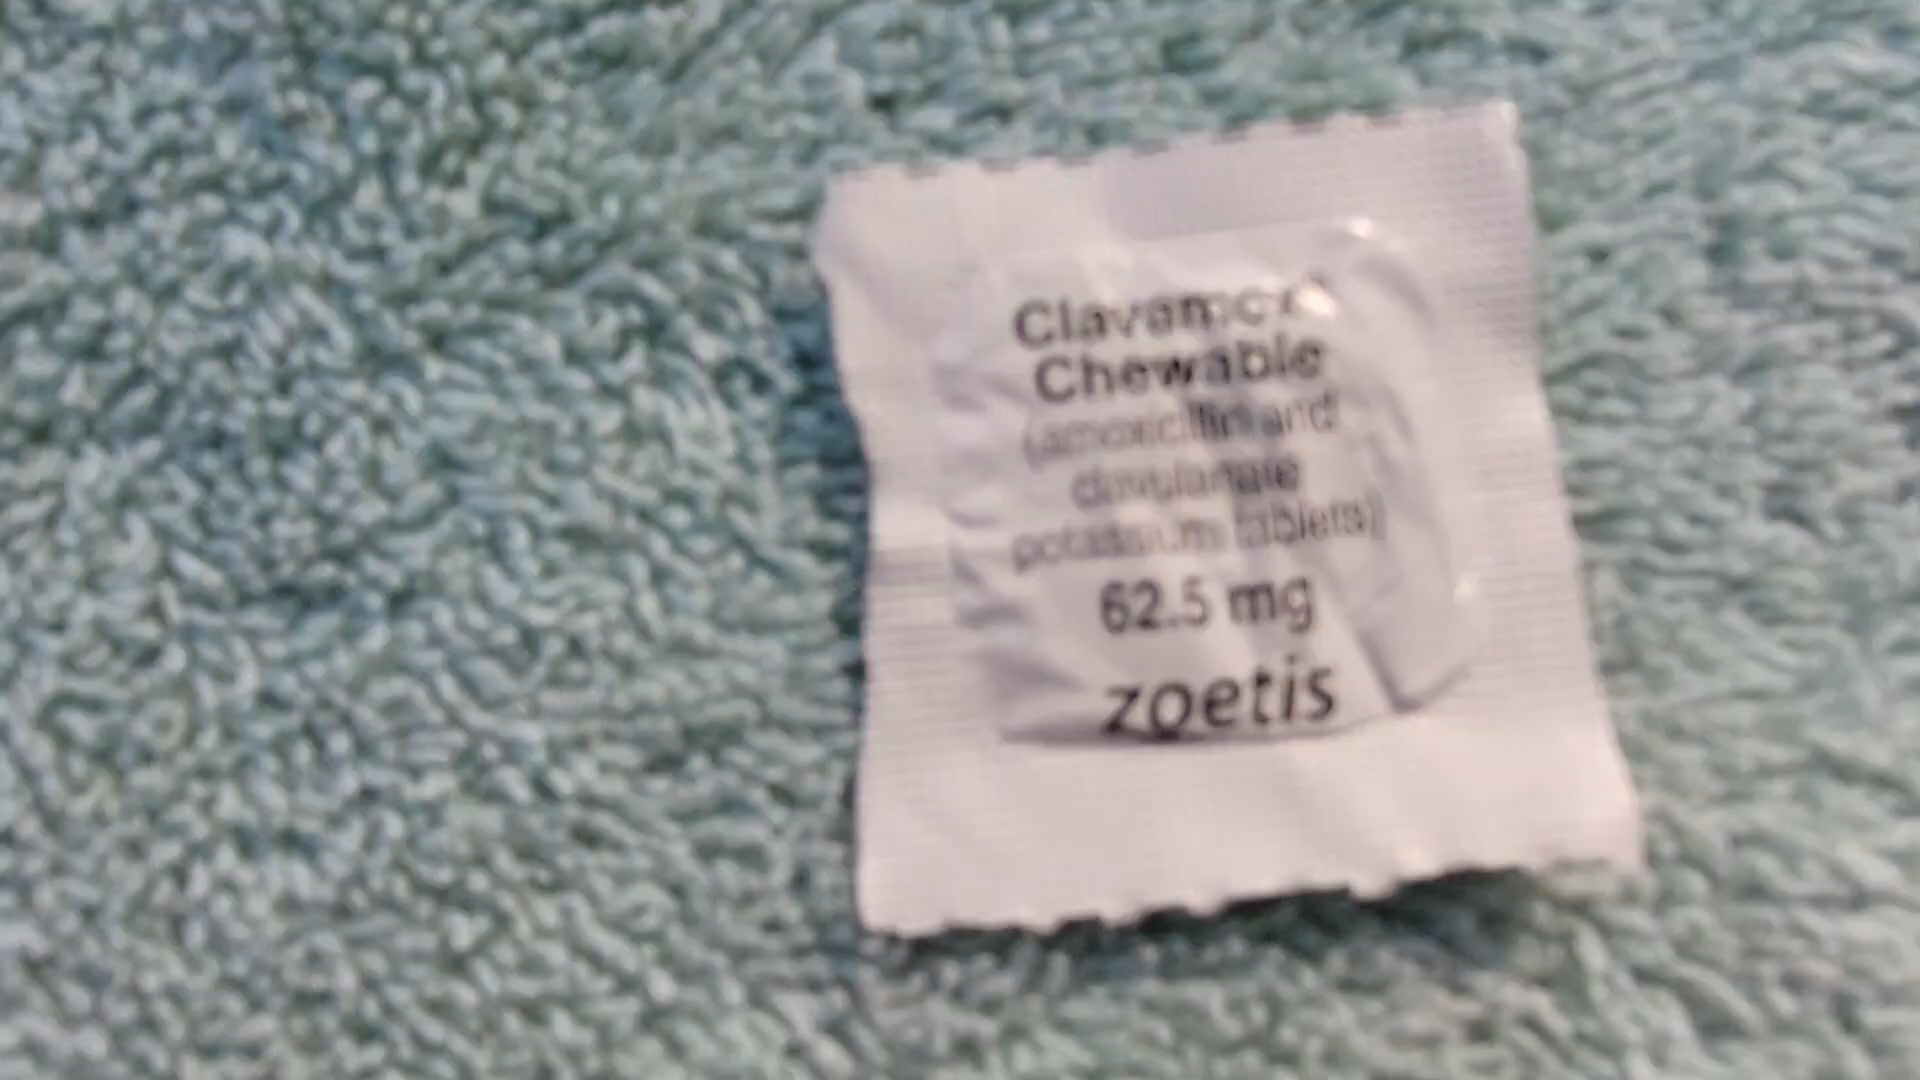 Clavamox®
Chewable
(amoxicillin and
clavulanate
potassium tablets)
62.5 mg
zoetis